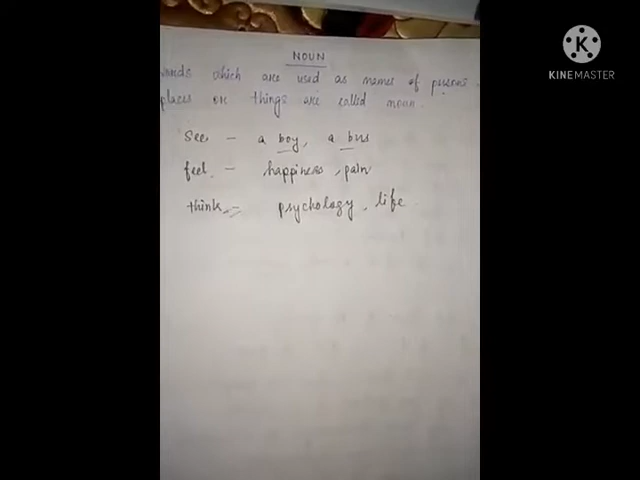 NOUN
words which are used as names of persons
places or things are called noun.
See - a boy, a bus
feel - happiness, pain
think - psychology, life
KINEMASTER